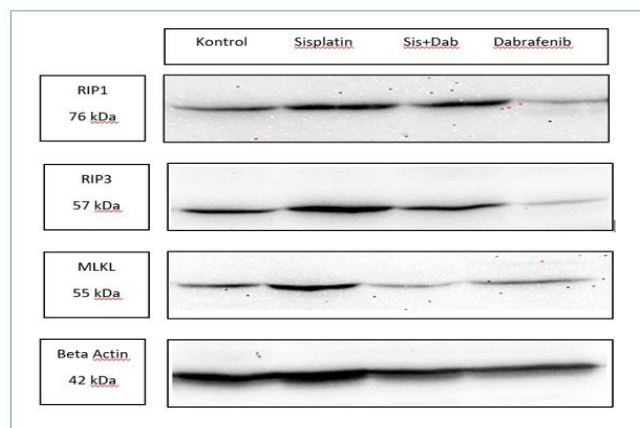 Kontrol Sisplatin Sis+Dab Dabrafenib
RIP1
76 kDa
RIP3
57 kDa
MLKL
55 kDa
Beta Actin
42 kDa